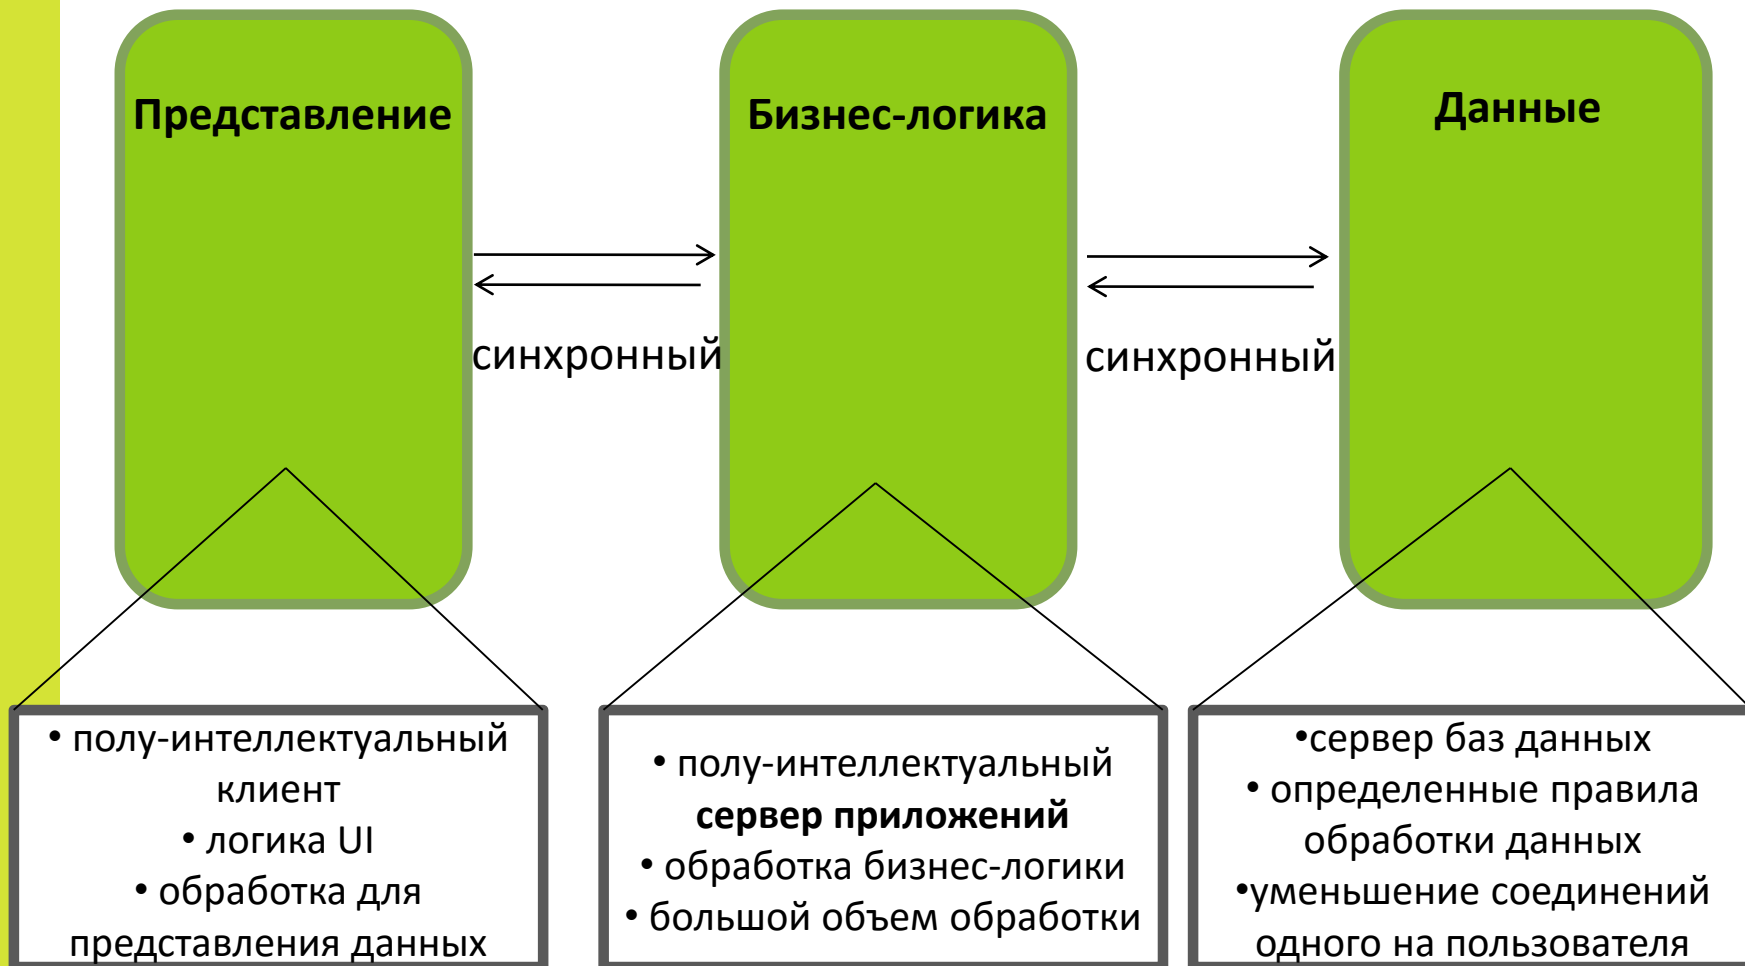 Представление
Бизнес-логика
Данные
синхронный
синхронный
• полу-интеллектуальный
клиент
• логика UI
• обработка для
представления данных
• полу-интеллектуальный
сервер приложений
• обработка бизнес-логики
• большой объем обработки
•сервер баз данных
• определенные правила
обработки данных
•уменьшение соединений
одного на пользователя